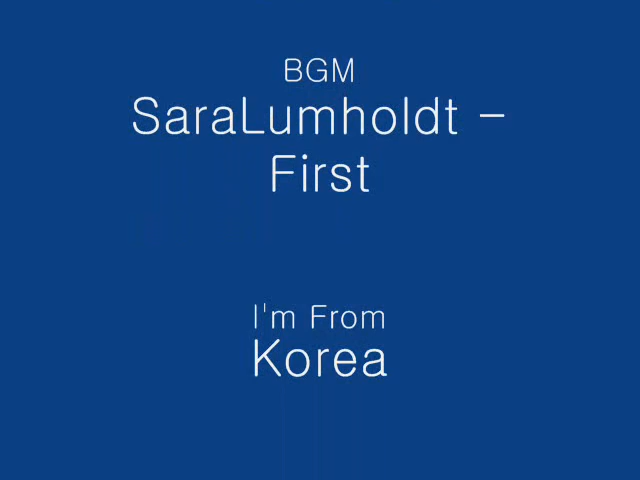 BGM
SaraLumholdt –
First
I'm From
Korea